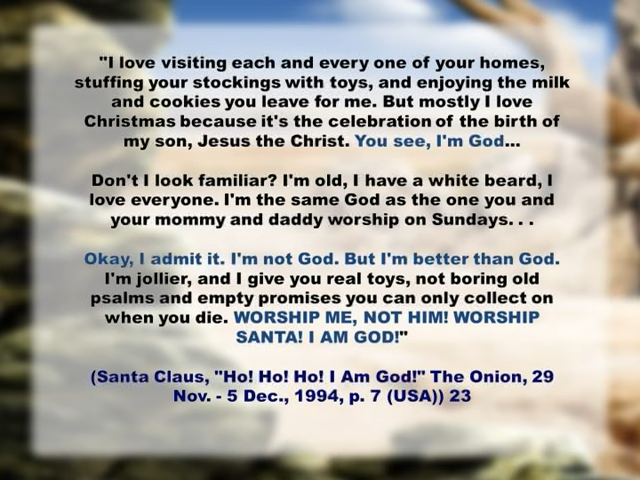 "I love visiting each and every one of your homes,
stuffing your stockings with toys, and enjoying the milk
and cookies you leave for me. But mostly I love
Christmas because it's the celebration of the birth of
my son, Jesus the Christ. You see, I'm God...
Don't I look familiar? I'm old, I have a white beard, I
love everyone. I'm the same God as the one you and
your mommy and daddy worship on Sundays. . .
Okay, I admit it. I'm not God. But I'm better than God.
I'm jollier, and I give you real toys, not boring old
psalms and empty promises you can only collect on
when you die. WORSHIP ME, NOT HIM! WORSHIP
SANTA! I AM GOD!"
(Santa Claus, "Ho! Ho! Ho! I Am God!" The Onion, 29
Nov. - 5 Dec., 1994, p. 7 (USA)) 23